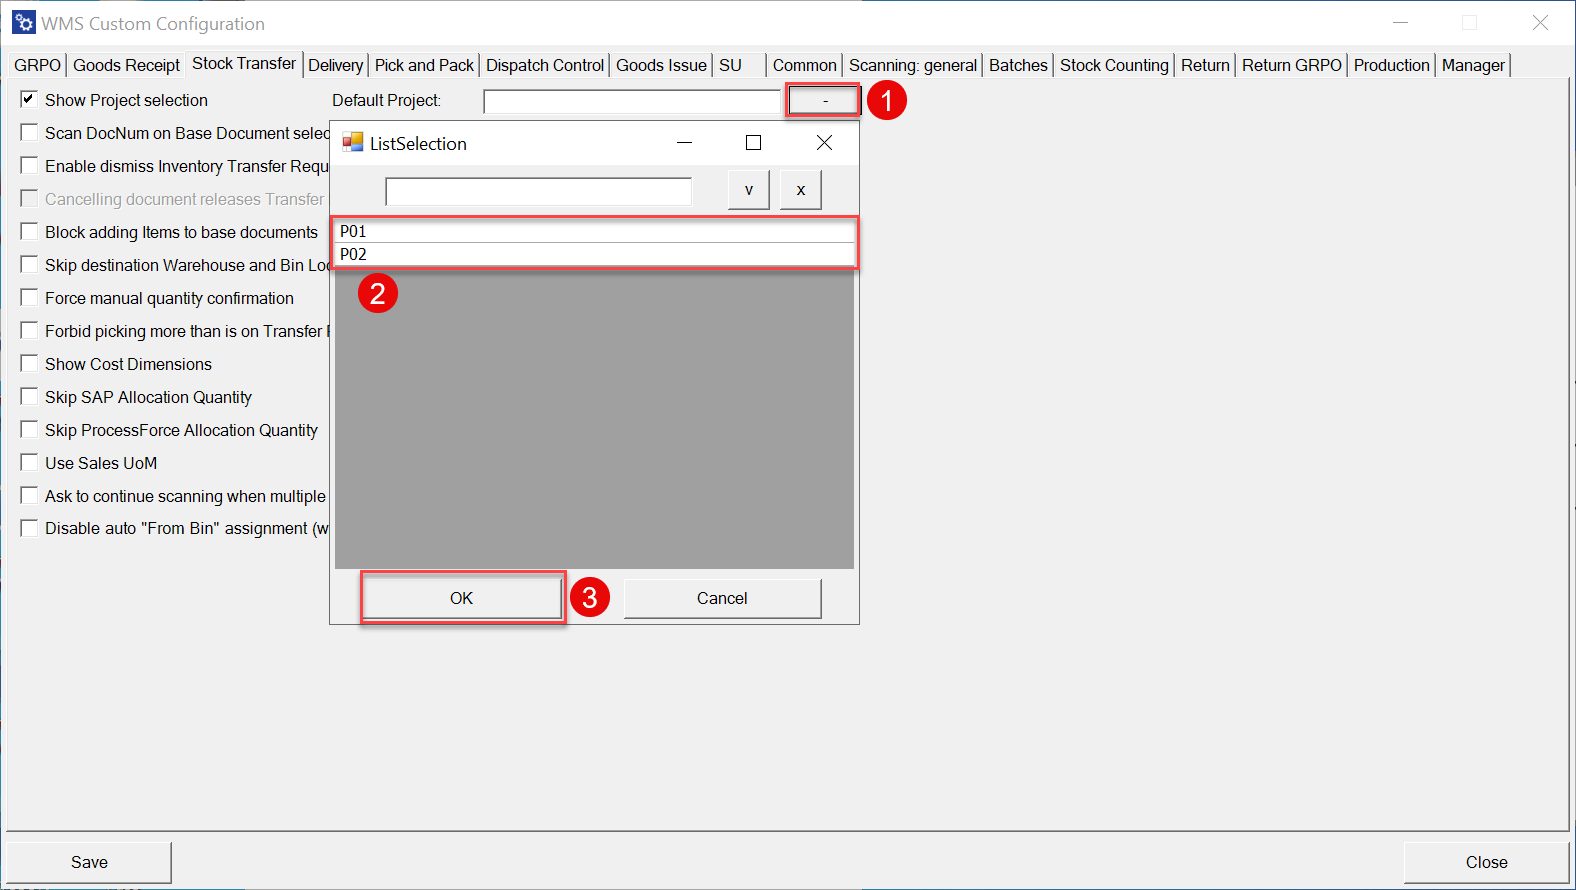 WMS Custom Configuration
GRPO Goods Receipt Stock Transfer Delivery Pick and Pack Dispatch Control Goods Issue SU Common Scanning: general Batches Stock Counting Return Return GRPO Production Manager
Show Project selection Default Project: - 1
Scan DocNum on Base Document selec
ListSelection
Enable dismiss Inventory Transfer Requ
v x
Cancelling document releases Transfer
Block adding Items to base documents
P01
P02
Skip destination Warehouse and Bin Loc
2
Force manual quantity confirmation
Forbid picking more than is on Transfer
Show Cost Dimensions
Skip SAP Allocation Quantity
Skip ProcessForce Allocation Quantity
Use Sales UoM
Ask to continue scanning when multiple
Disable auto "From Bin" assignment (w
OK 3 Cancel
Save Close